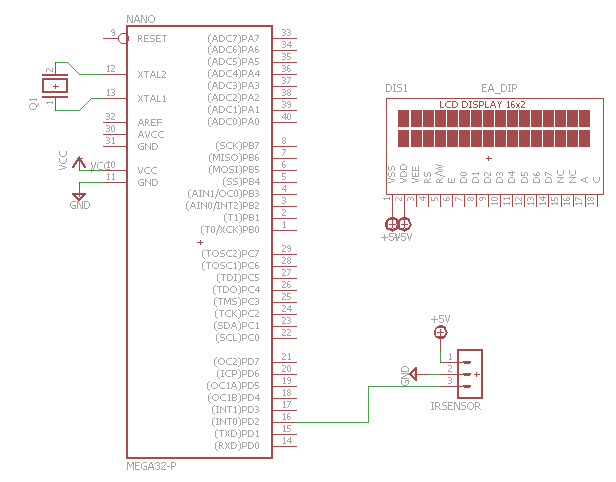 NANO
9 RESET
12 XTAL2
13 XTAL1
32 AREF
30 AVCC
31 GND
10 VCC
11 GND
(ADC7)PA7 33
(ADC6)PA6 34
(ADC5)PA5 35
(ADC4)PA4 36
(ADC3)PA3 37
(ADC2)PA2 38
(ADC1)PA1 39
(ADC0)PA0 40
(SCK)PB7 8
(MISO)PB6 7
(MOSI)PB5 6
(SS)PB4 5
(AIN1/OC0)PB3 4
(AIN0/INT2)PB2 3
(T1)PB1 2
(T0/XCK)PB0 1
(TOSC2)PC7 29
(TOSC1)PC6 28
(TDI)PC5 27
(TDO)PC4 26
(TMS)PC3 25
(TCK)PC2 24
(SDA)PC1 23
(SCL)PC0 22
(OC2)PD7 21
(ICP)PD6 20
(OC1A)PD5 19
(OC1B)PD4 18
(INT1)PD3 17
(INT0)PD2 16
(TXD)PD1 15
(RXD)PD0 14
MEGA32-P
Q1
2
1
VCC
VCC
GND
DIS1 EA_DIP
LCD DISPLAY 16x2
VSS VDD VEE RS R/W E D0 D1 D2 D3 D4 D5 D6 D7 NC NC A C
1 2 3 4 5 6 7 8 9 10 11 12 13 14 15 16 17 18
+5V
+5V
+5V
GND
1
2
3
IRSENSOR